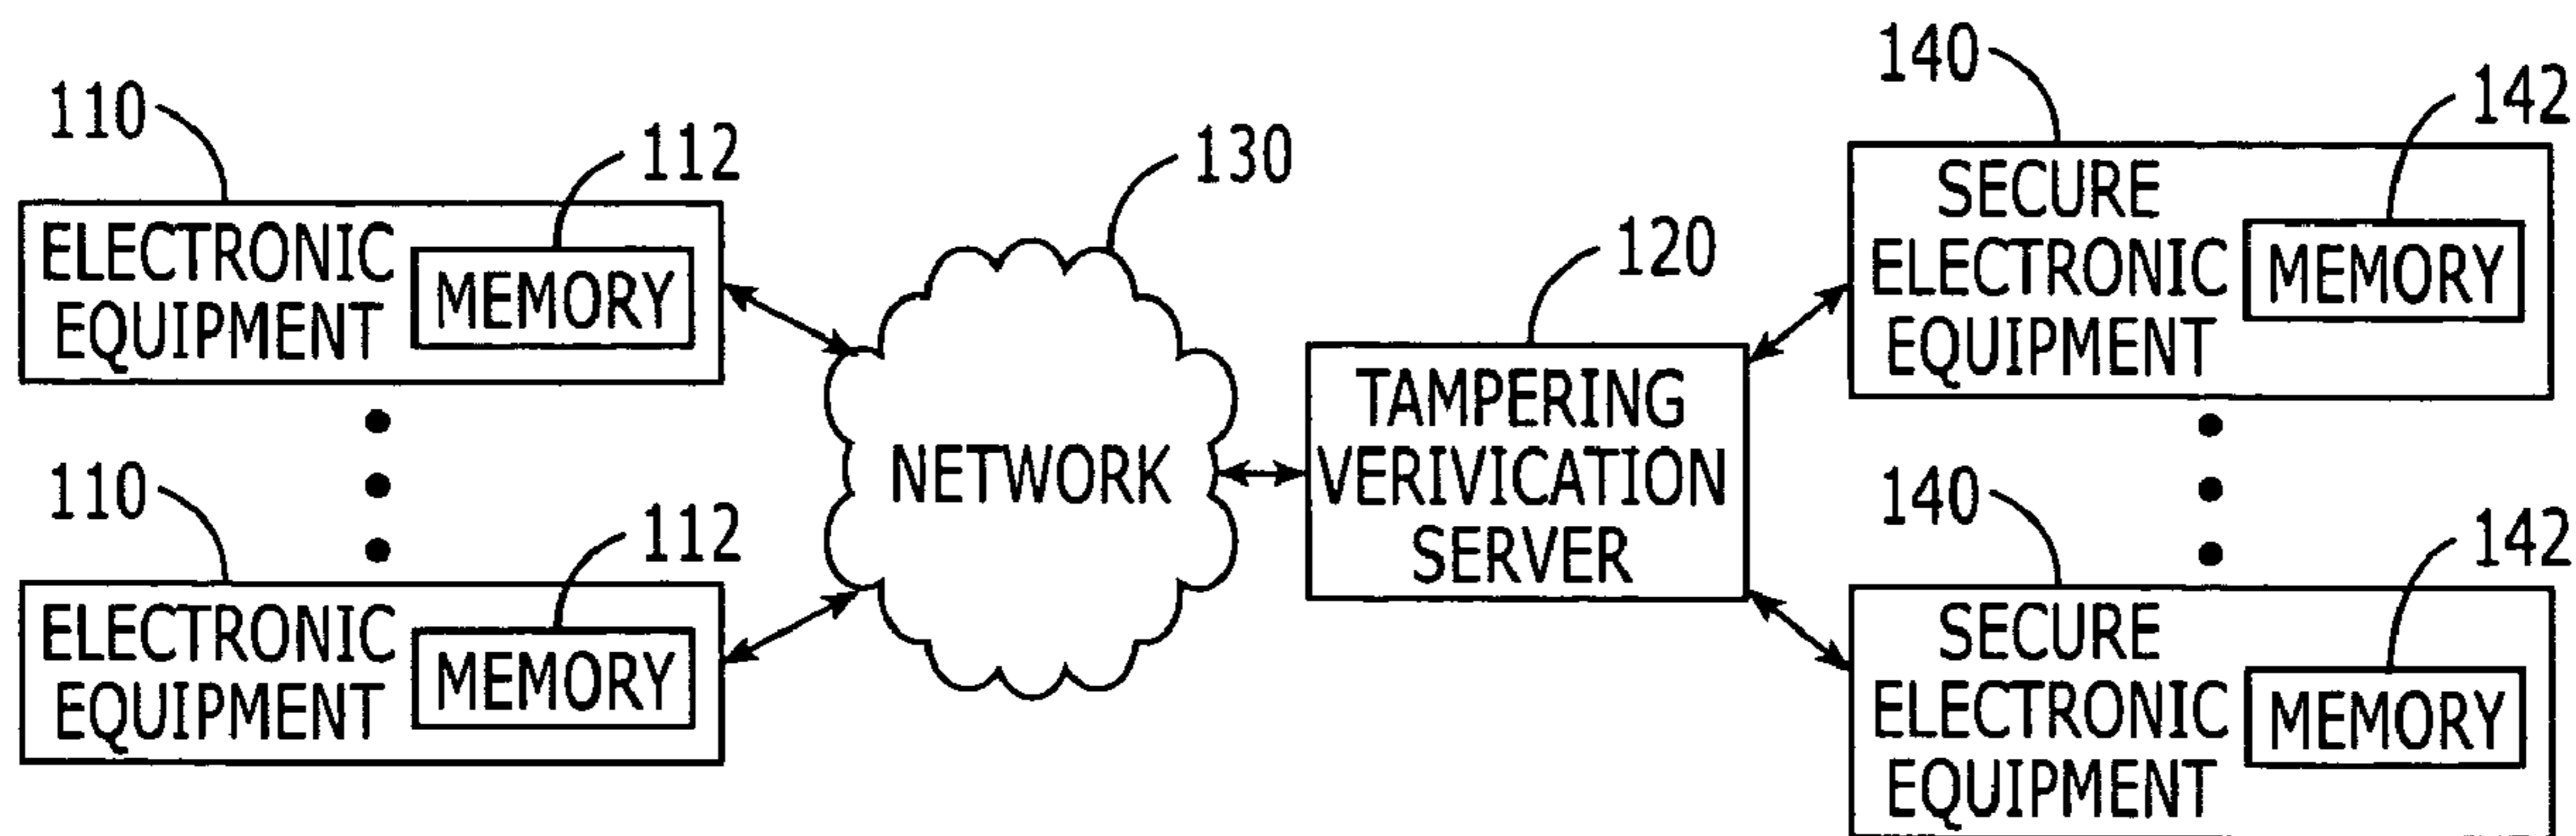 110
112
ELECTRONIC
EQUIPMENT
MEMORY
110
112
ELECTRONIC
EQUIPMENT
MEMORY
130
NETWORK
120
TAMPERING
VERIVICATION
SERVER
140
142
SECURE
ELECTRONIC
EQUIPMENT
MEMORY
140
142
SECURE
ELECTRONIC
EQUIPMENT
MEMORY